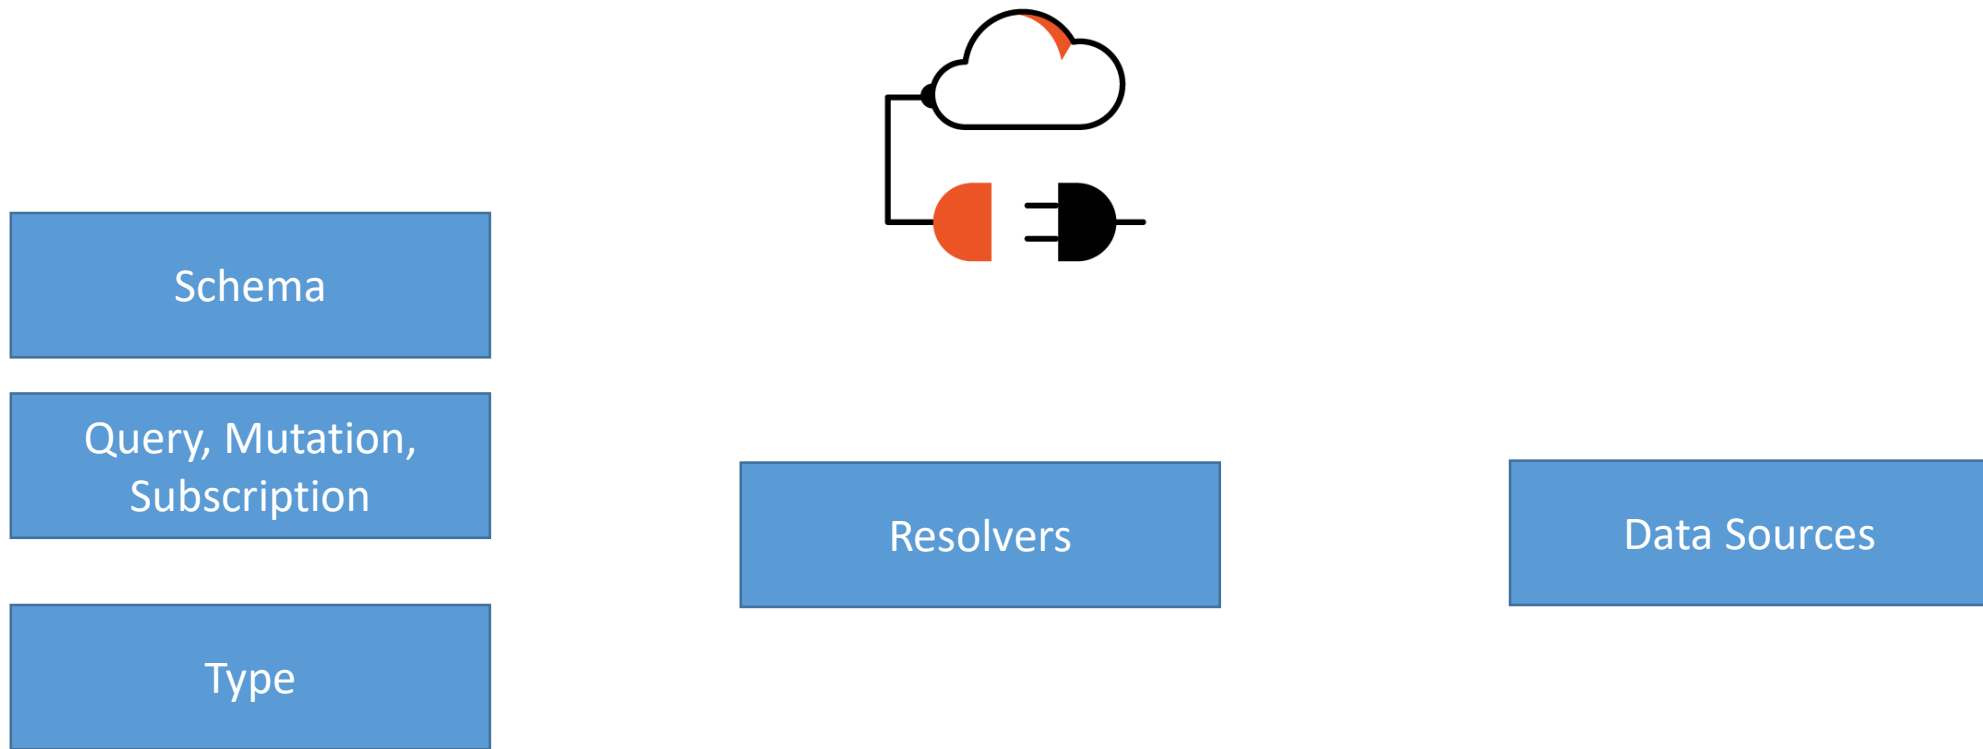 Schema
Query, Mutation,
Subscription
Type
Resolvers
Data Sources